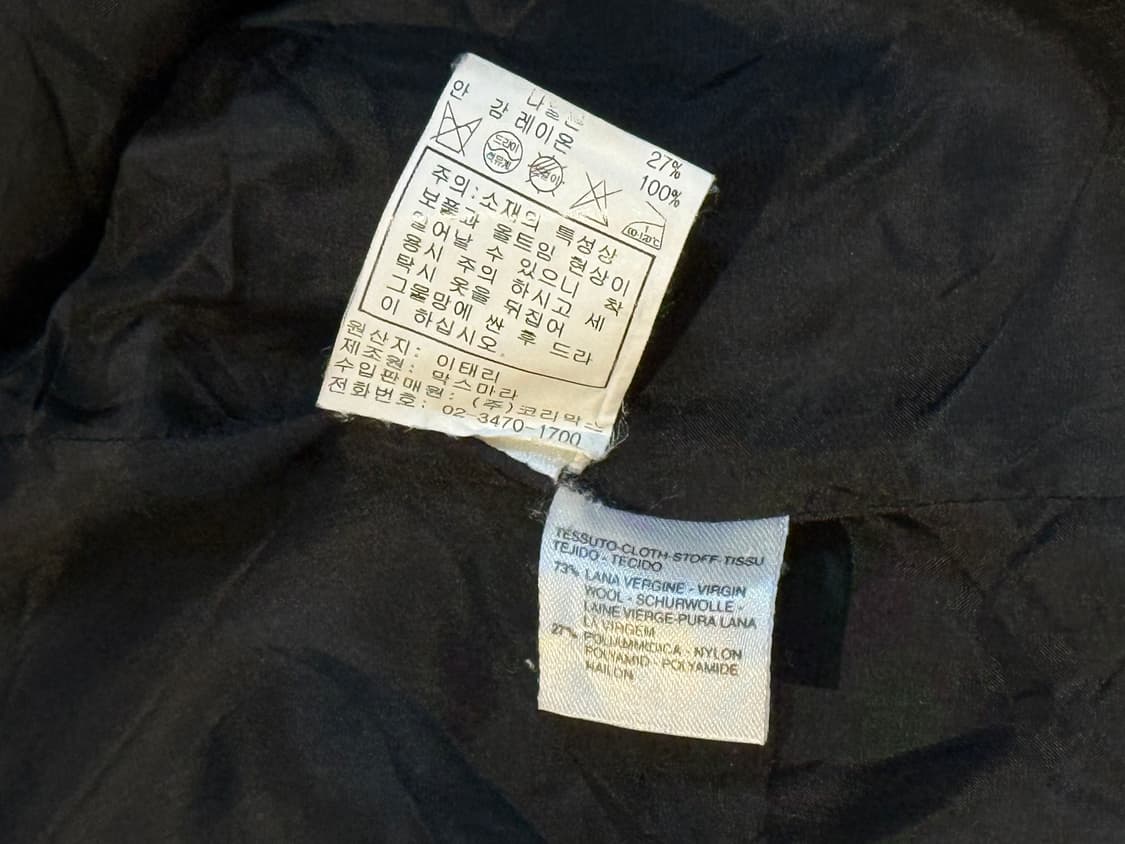 나일론 27%
안 감 레이온 100%
드라이
석유계
주의:소재의 특성상
보풀과 올트임 현상이
일어날 수 있으니 착
용시 주의 하시고 세
탁시 옷을 뒤집어
그물망에 싼 후 드라
이 하십시오.
원산지: 이태리
제조원: 막스마라
수입판매원: (주)코리막스
전화번호: 02-3470-1700
TESSUTO-CLOTH-STOFF-TISSU
TEJIDO - TECIDO
73% LANA VERGINE - VIRGIN
WOOL - SCHURWOLLE -
LAINE VIERGE-PURA LANA
LA VIRGEM
27% POLIAMMIDICA - NYLON
POLYAMID - POLYAMIDE
NAILON